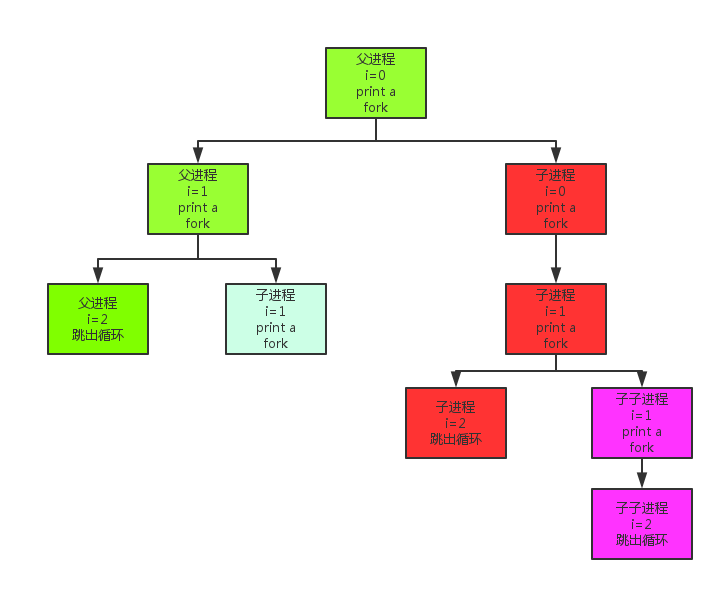 父进程
i=0
print a
fork
父进程
i=1
print a
fork
子进程
i=0
print a
fork
父进程
i=2
跳出循环
子进程
i=1
print a
fork
子进程
i=1
print a
fork
子进程
i=2
跳出循环
子子进程
i=1
print a
fork
子子进程
i=2
跳出循环